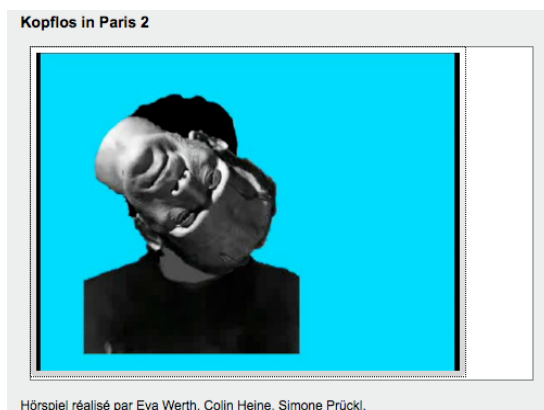 Kopflos in Paris 2
Hörspiel réalisé par Eva Werth, Colin Heine, Simone Prückl.